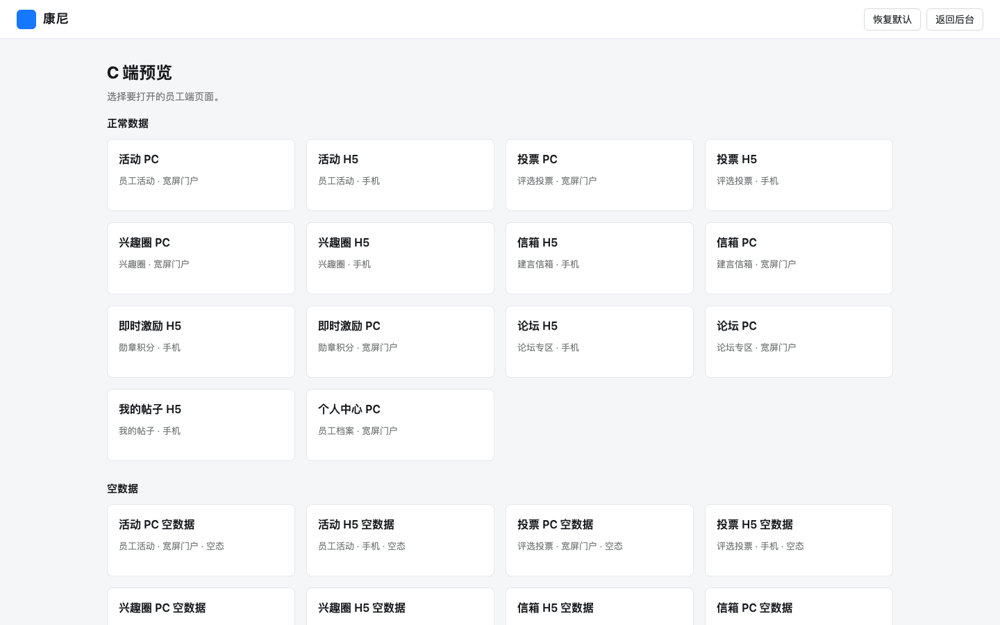 康尼
恢复默认
返回后台
C 端预览
选择要打开的员工端页面。
正常数据
活动 PC
员工活动 · 宽屏门户
活动 H5
员工活动 · 手机
投票 PC
评选投票 · 宽屏门户
投票 H5
评选投票 · 手机
兴趣圈 PC
兴趣圈 · 宽屏门户
兴趣圈 H5
兴趣圈 · 手机
信箱 H5
建言信箱 · 手机
信箱 PC
建言信箱 · 宽屏门户
即时激励 H5
勋章积分 · 手机
即时激励 PC
勋章积分 · 宽屏门户
论坛 H5
论坛专区 · 手机
论坛 PC
论坛专区 · 宽屏门户
我的帖子 H5
我的帖子 · 手机
个人中心 PC
员工档案 · 宽屏门户
空数据
活动 PC 空数据
员工活动 · 宽屏门户 · 空态
活动 H5 空数据
员工活动 · 手机 · 空态
投票 PC 空数据
评选投票 · 宽屏门户 · 空态
投票 H5 空数据
评选投票 · 手机 · 空态
兴趣圈 PC 空数据
兴趣圈 H5 空数据
信箱 H5 空数据
信箱 PC 空数据